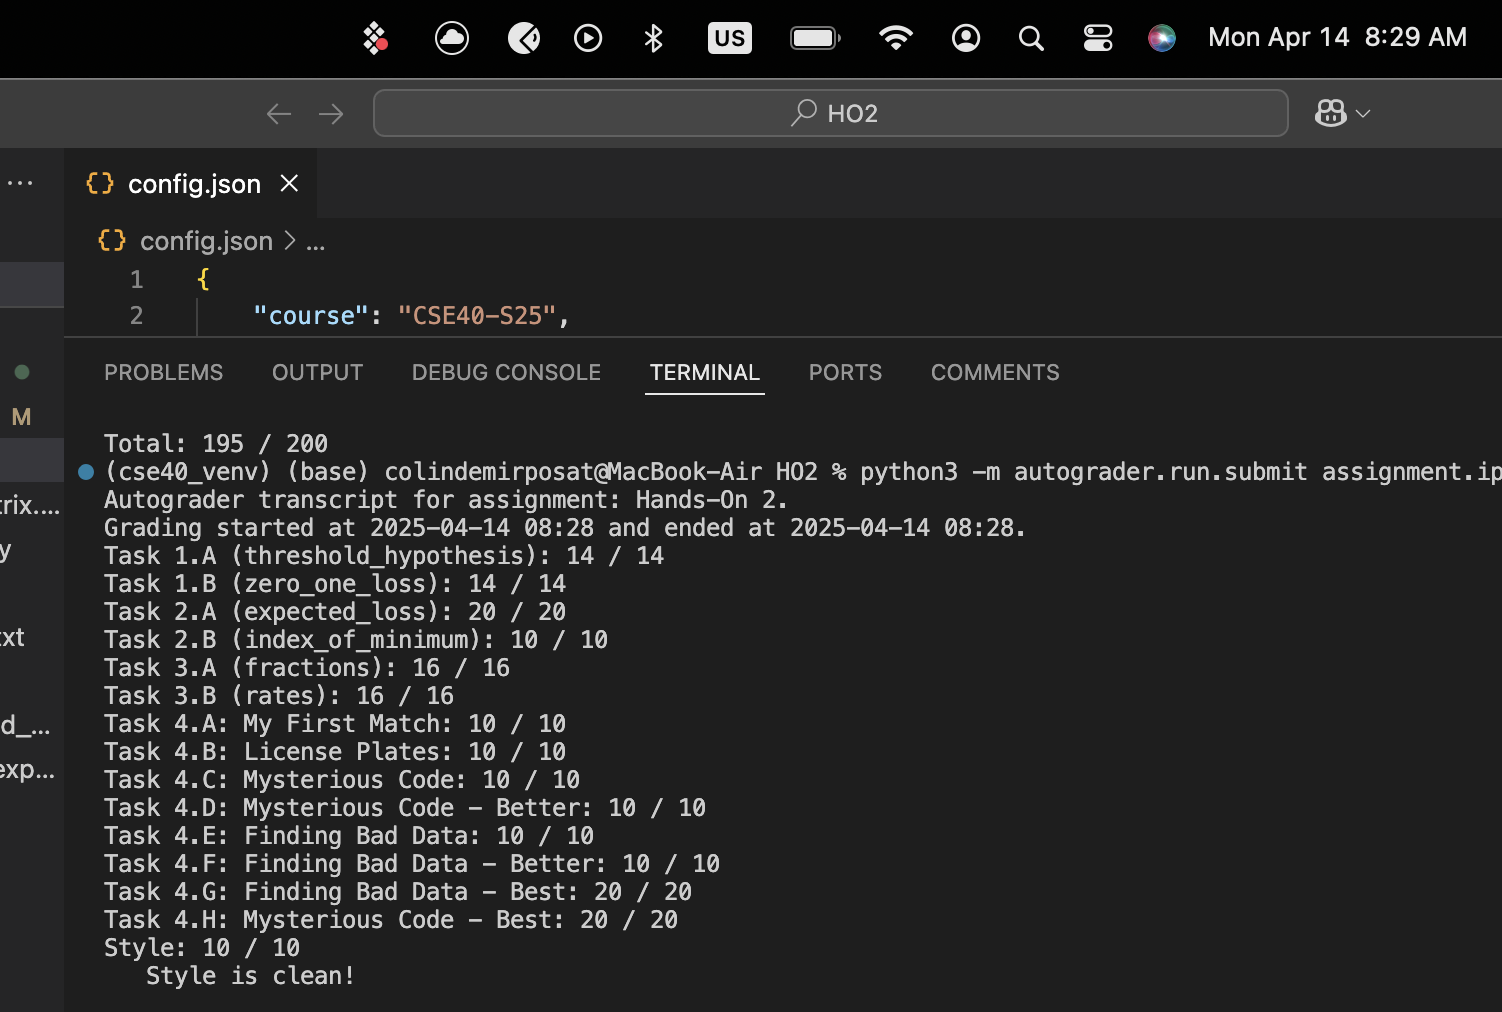 US
Mon Apr 14 8:29 AM
HO2
config.json
config.json > ...
1 {
2 "course": "CSE40-S25",
PROBLEMS OUTPUT DEBUG CONSOLE TERMINAL PORTS COMMENTS
M
rix....
y
xt
d_...
exp...
Total: 195 / 200
(cse40_venv) (base) colindemirposat@MacBook-Air HO2 % python3 -m autograder.run.submit assignment.ip
Autograder transcript for assignment: Hands-On 2.
Grading started at 2025-04-14 08:28 and ended at 2025-04-14 08:28.
Task 1.A (threshold_hypothesis): 14 / 14
Task 1.B (zero_one_loss): 14 / 14
Task 2.A (expected_loss): 20 / 20
Task 2.B (index_of_minimum): 10 / 10
Task 3.A (fractions): 16 / 16
Task 3.B (rates): 16 / 16
Task 4.A: My First Match: 10 / 10
Task 4.B: License Plates: 10 / 10
Task 4.C: Mysterious Code: 10 / 10
Task 4.D: Mysterious Code - Better: 10 / 10
Task 4.E: Finding Bad Data: 10 / 10
Task 4.F: Finding Bad Data - Better: 10 / 10
Task 4.G: Finding Bad Data - Best: 20 / 20
Task 4.H: Mysterious Code - Best: 20 / 20
Style: 10 / 10
Style is clean!